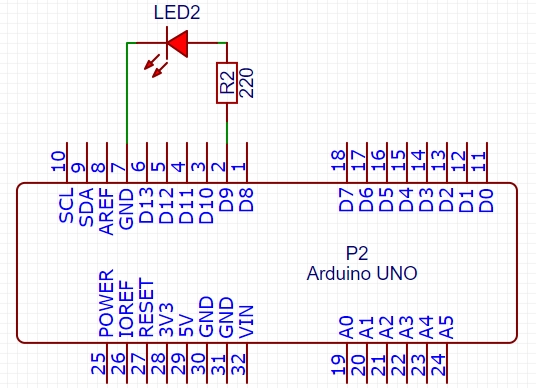 LED2
R2
220
10
9
8
7
6
5
4
3
2
1
18
17
16
15
14
13
12
11
SCL
SDA
AREF
GND
D13
D12
D11
D10
D9
D8
D7
D6
D5
D4
D3
D2
D1
D0
P2
Arduino UNO
POWER
IOREF
RESET
3V3
5V
GND
GND
VIN
A0
A1
A2
A3
A4
A5
25
26
27
28
29
30
31
32
19
20
21
22
23
24